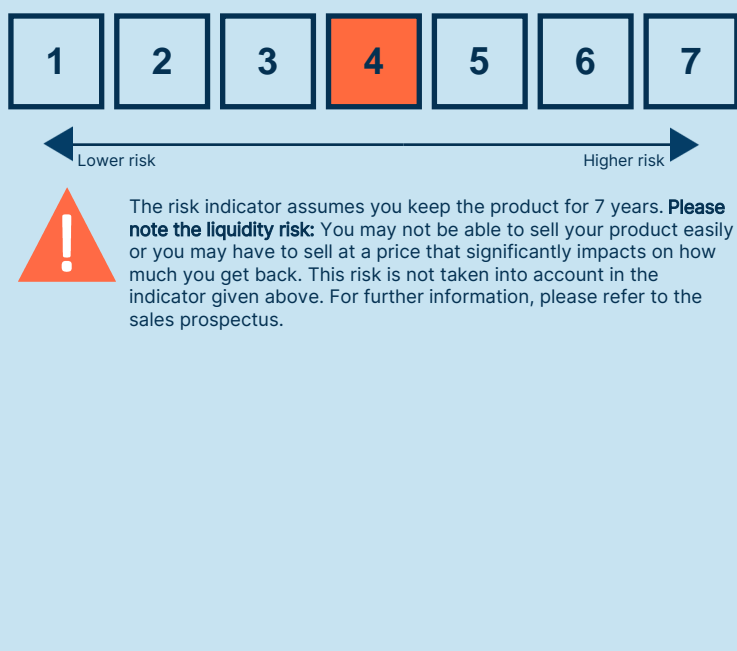 1 2 3 4 5 6 7
Lower risk Higher risk
!
The risk indicator assumes you keep the product for 7 years. Please
note the liquidity risk: You may not be able to sell your product easily
or you may have to sell at a price that significantly impacts on how
much you get back. This risk is not taken into account in the
indicator given above. For further information, please refer to the
sales prospectus.